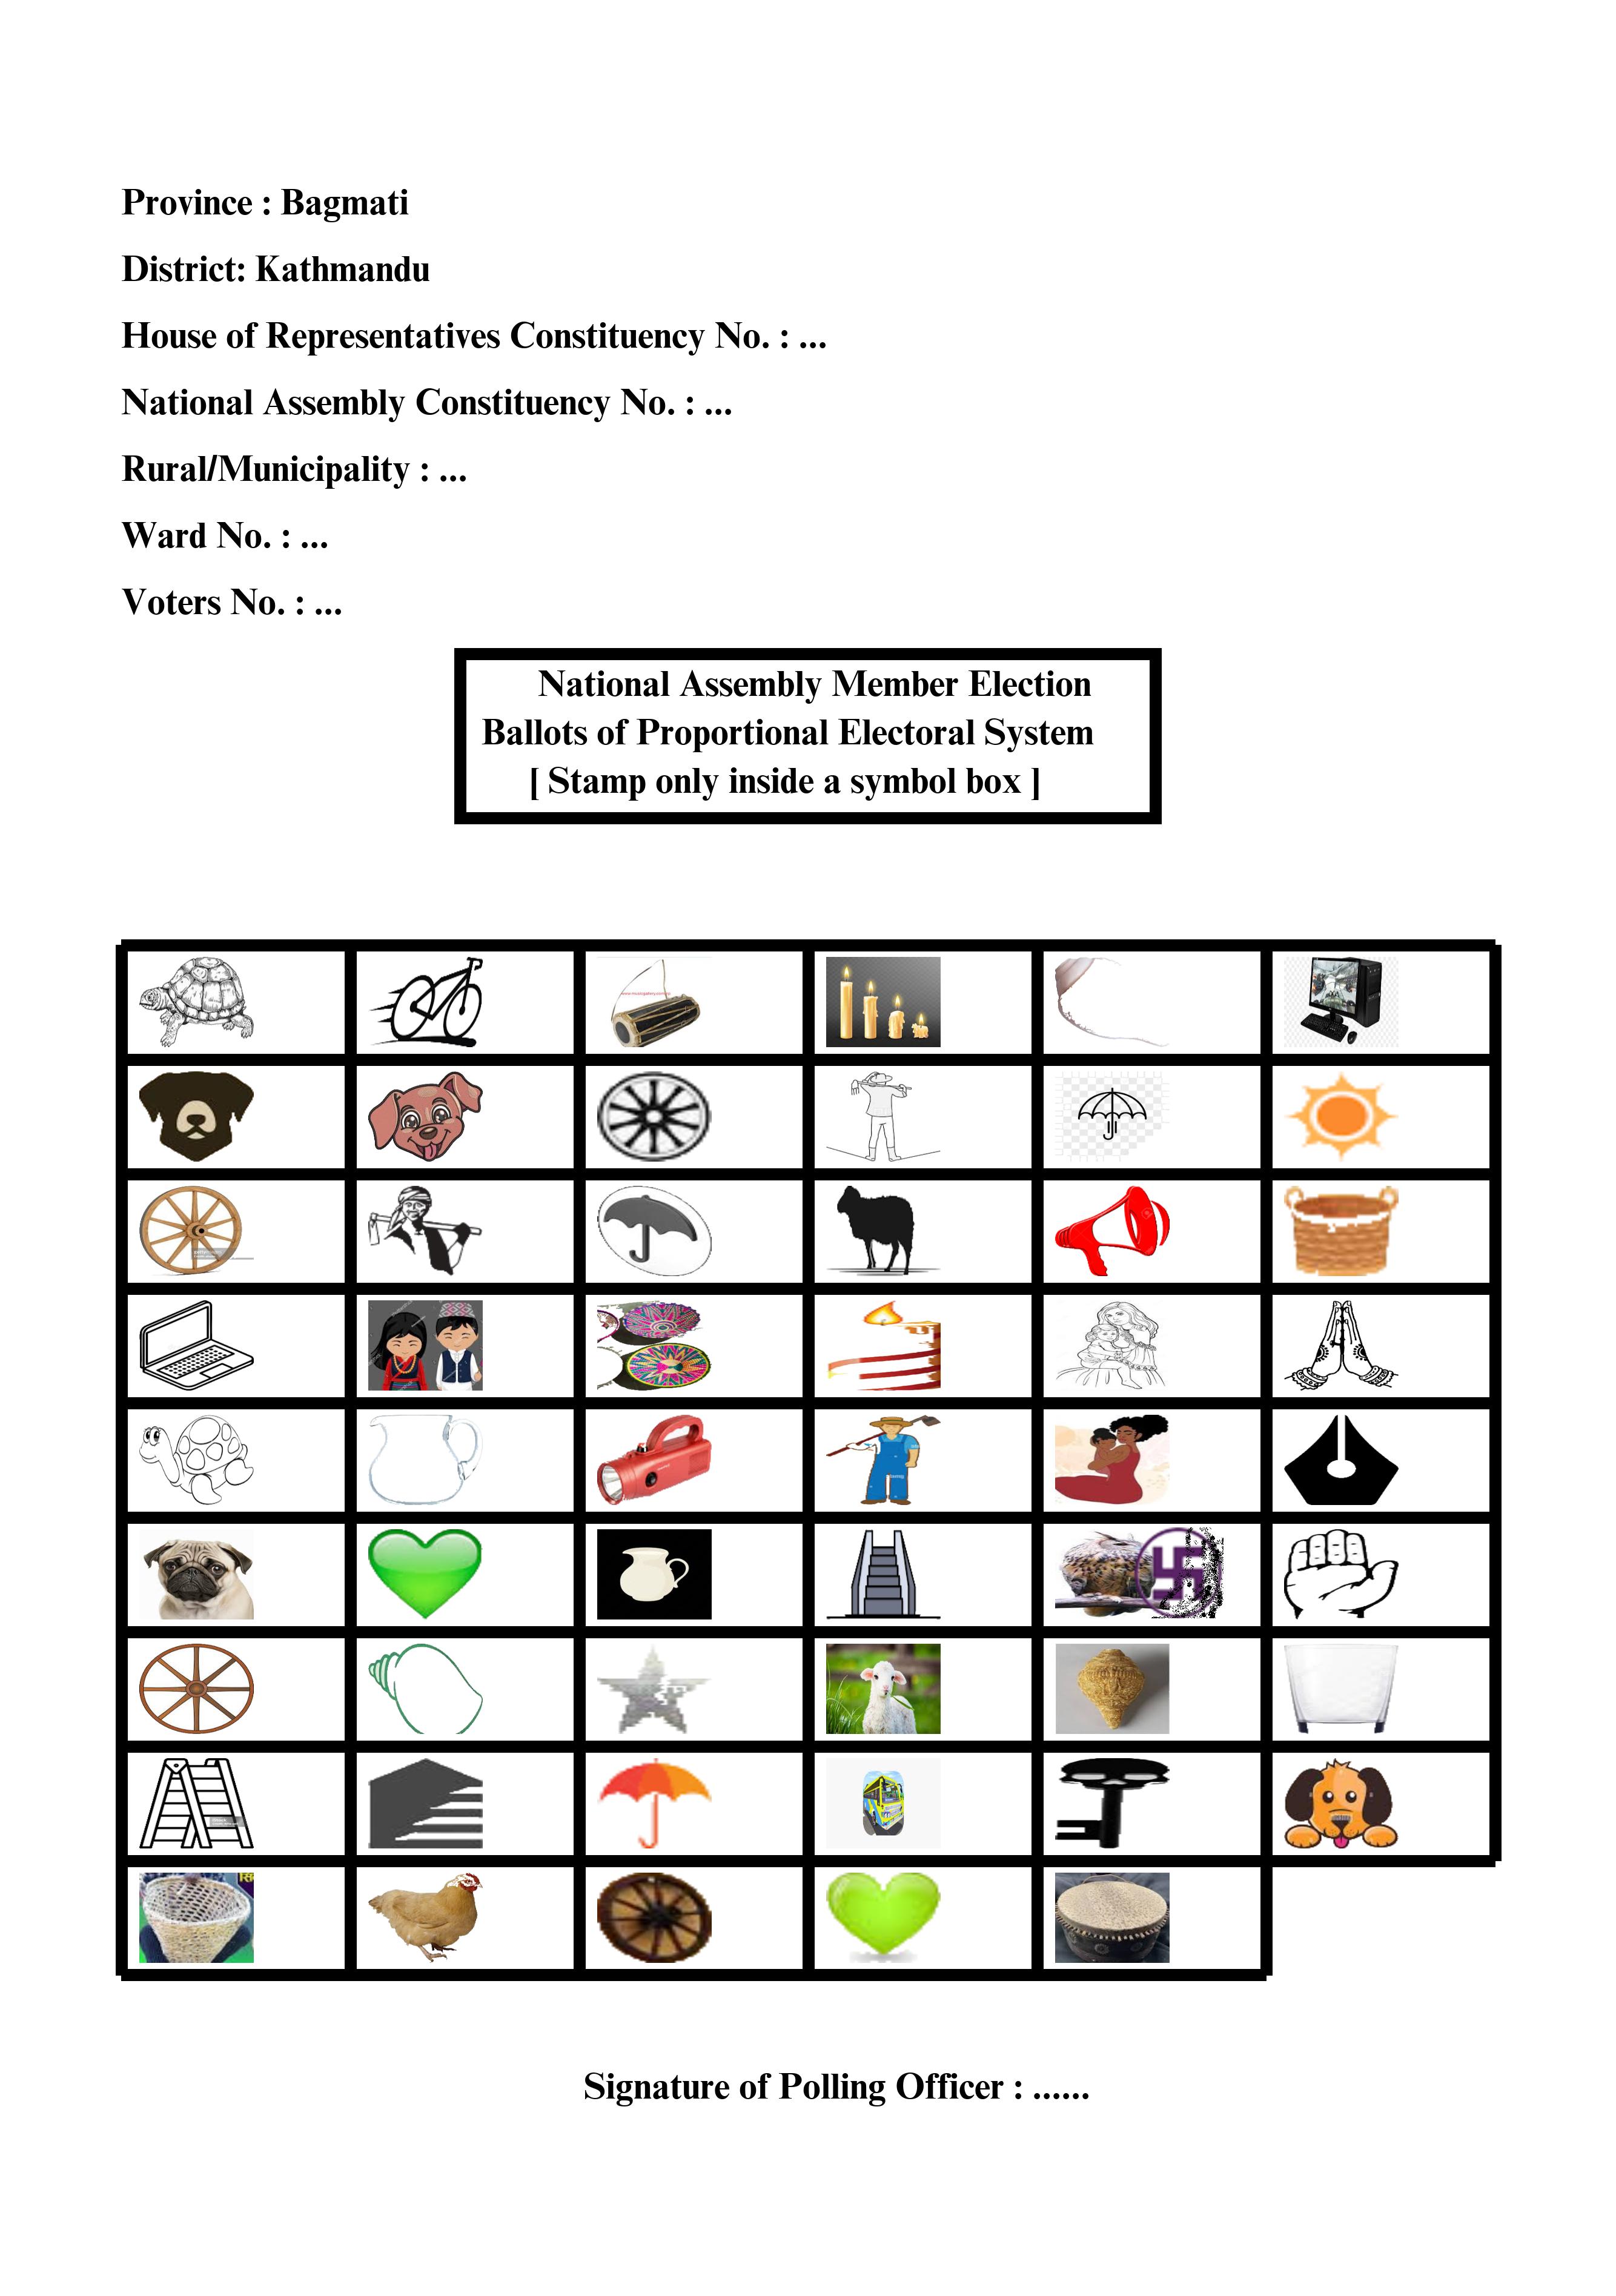 Province : Bagmati
District: Kathmandu
House of Representatives Constituency No. : ...
National Assembly Constituency No. : ...
Rural/Municipality : ...
Ward No. : ...
Voters No. : ...
National Assembly Member Election
Ballots of Proportional Electoral System
[ Stamp only inside a symbol box ]
Signature of Polling Officer : ......